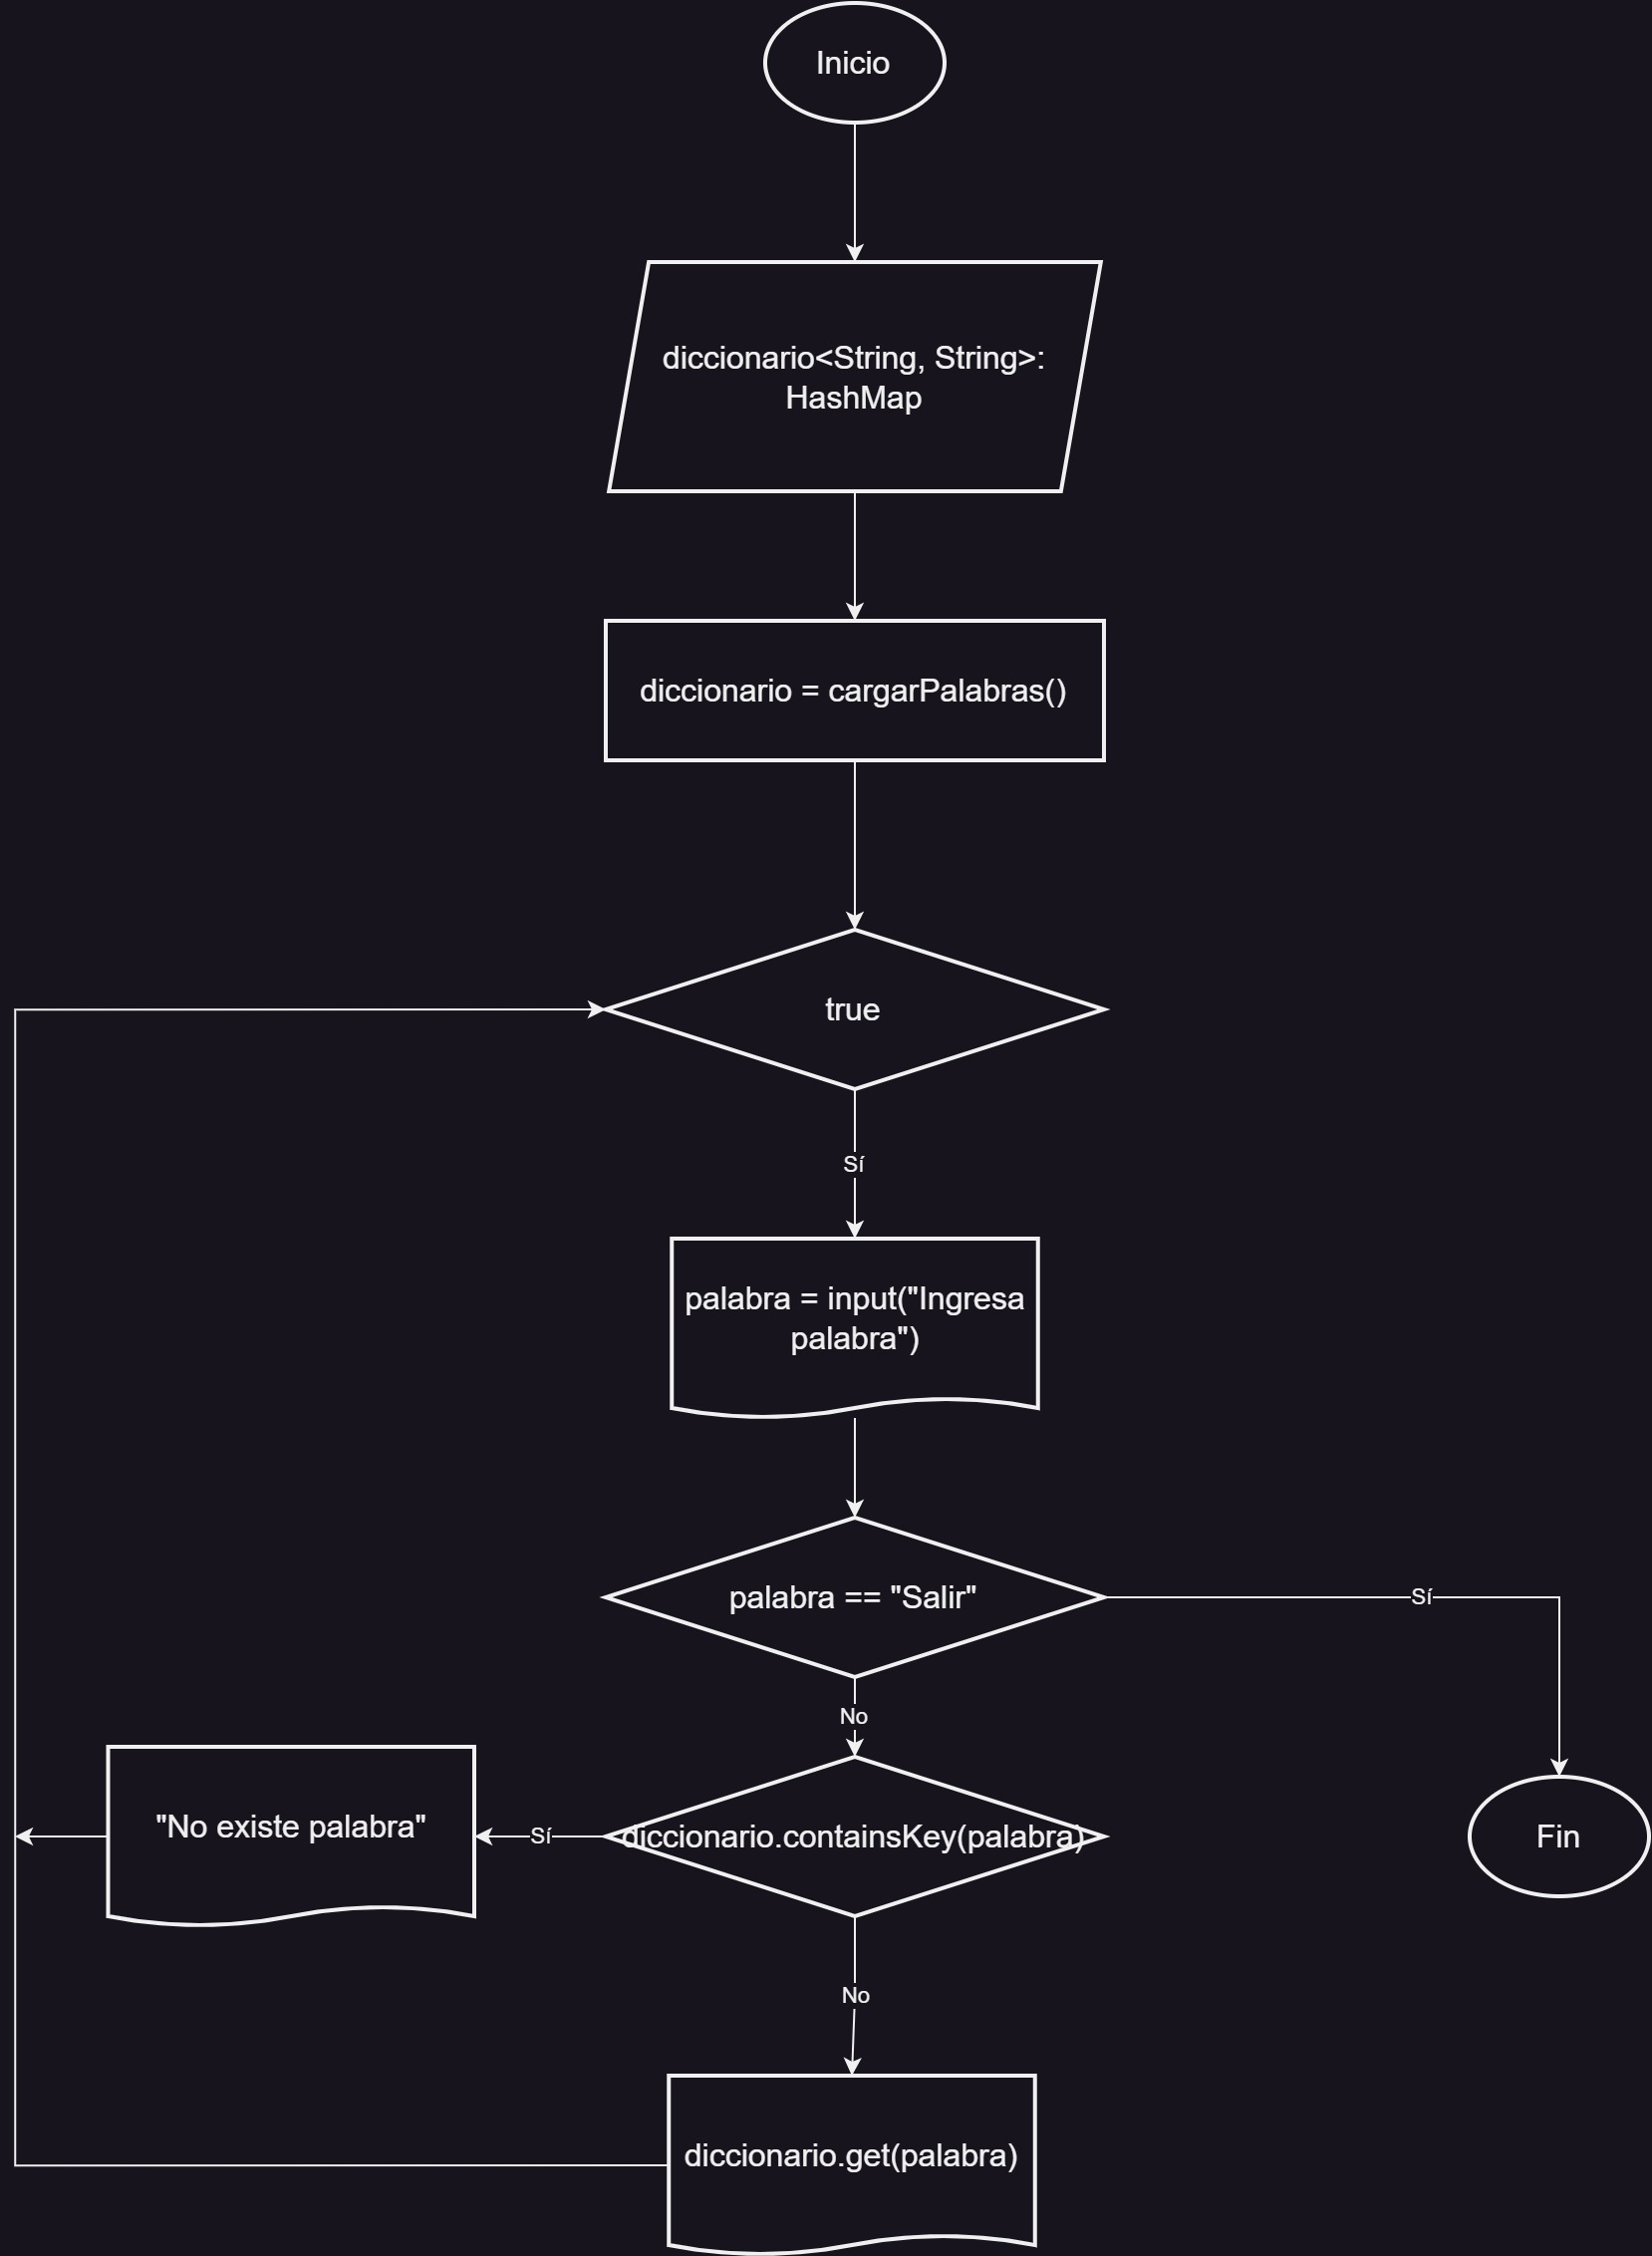 Inicio
diccionario<String, String>:
HashMap
diccionario = cargarPalabras()
true
Sí
palabra = input("Ingresa
palabra")
palabra == "Salir"
Sí
No
"No existe palabra"
Sí
diccionario.containsKey(palabra)
Fin
No
diccionario.get(palabra)